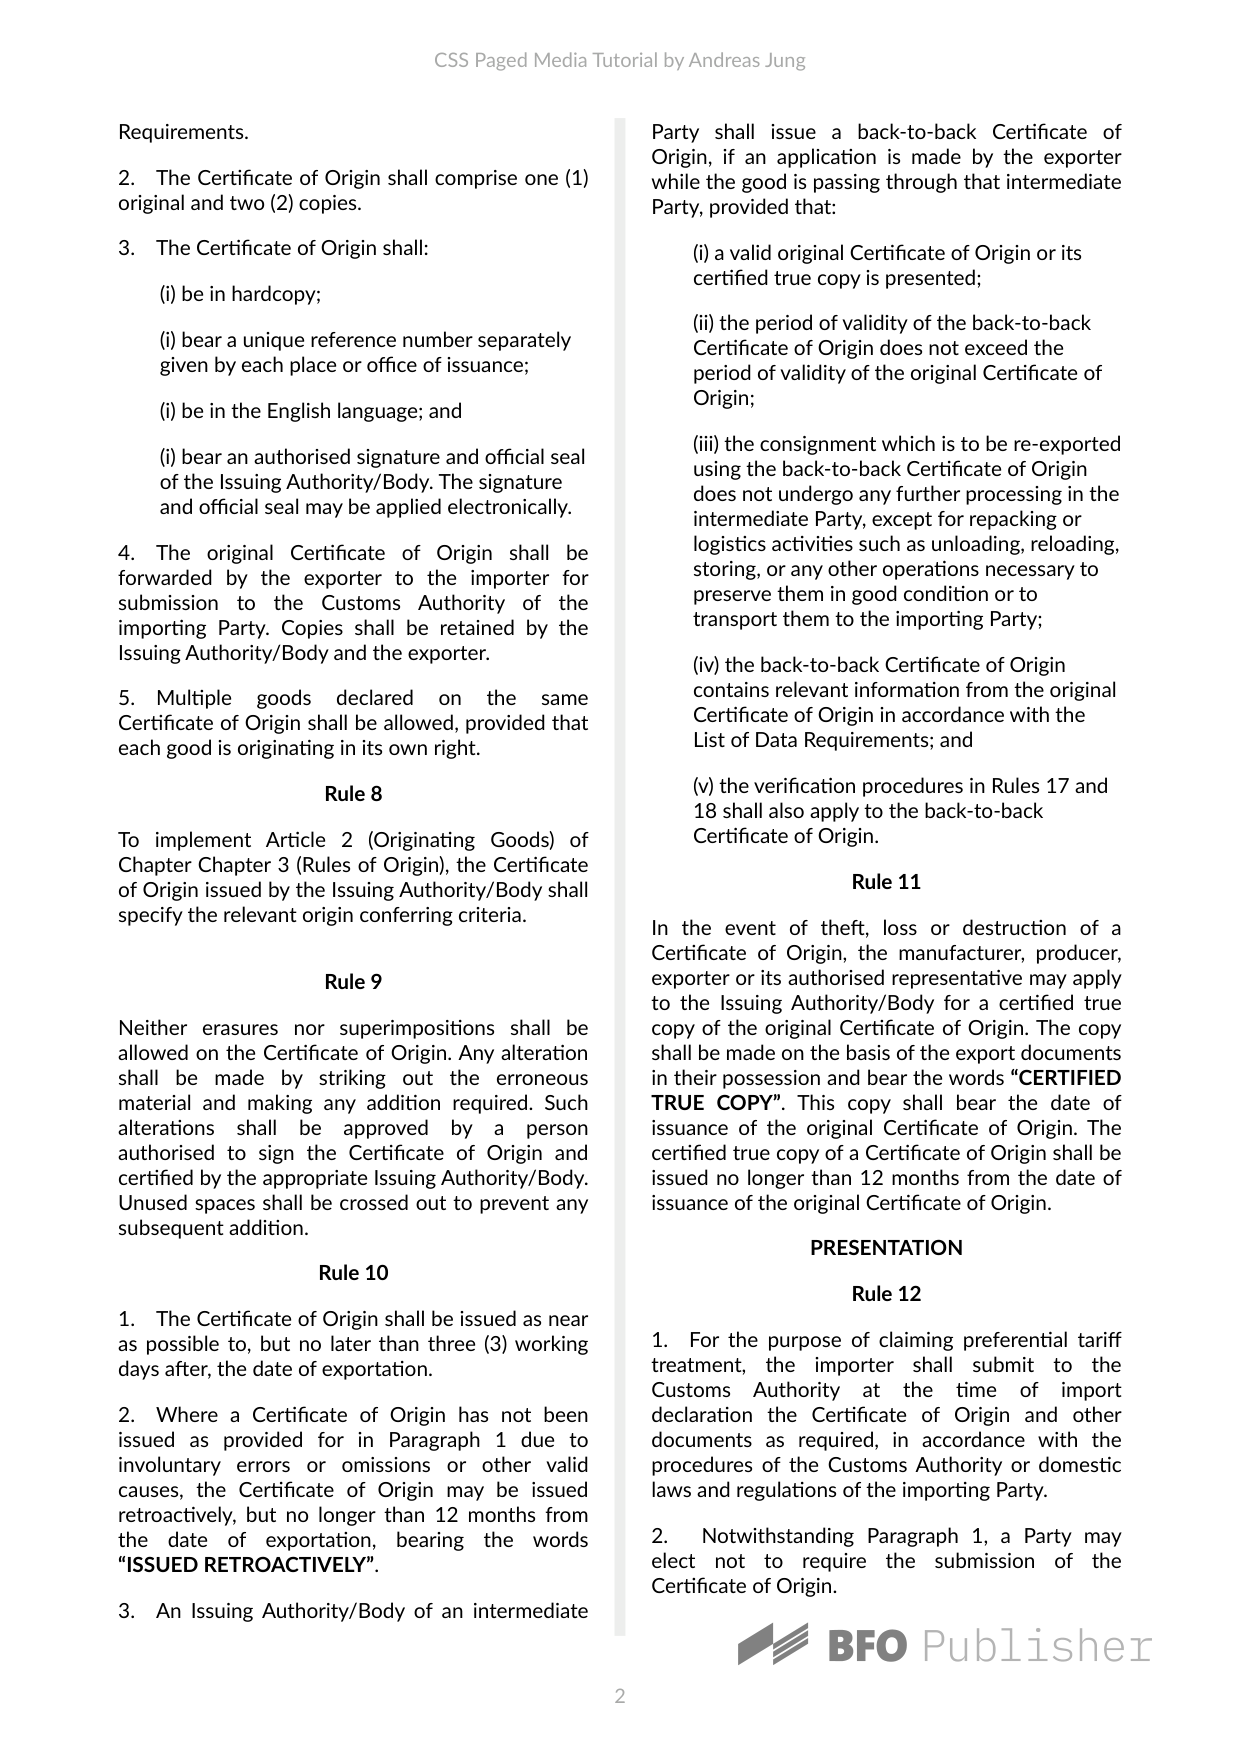 CSS Paged Media Tutorial by Andreas Jung
Requirements.
2. The Certificate of Origin shall comprise one (1)
original and two (2) copies.
3. The Certificate of Origin shall:
(i) be in hardcopy;
(i) bear a unique reference number separately
given by each place or office of issuance;
(i) be in the English language; and
(i) bear an authorised signature and official seal
of the Issuing Authority/Body. The signature
and official seal may be applied electronically.
4. The original Certificate of Origin shall be
forwarded by the exporter to the importer for
submission to the Customs Authority of the
importing Party. Copies shall be retained by the
Issuing Authority/Body and the exporter.
5. Multiple goods declared on the same
Certificate of Origin shall be allowed, provided that
each good is originating in its own right.
Rule 8
To implement Article 2 (Originating Goods) of
Chapter Chapter 3 (Rules of Origin), the Certificate
of Origin issued by the Issuing Authority/Body shall
specify the relevant origin conferring criteria.
Rule 9
Neither erasures nor superimpositions shall be
allowed on the Certificate of Origin. Any alteration
shall be made by striking out the erroneous
material and making any addition required. Such
alterations shall be approved by a person
authorised to sign the Certificate of Origin and
certified by the appropriate Issuing Authority/Body.
Unused spaces shall be crossed out to prevent any
subsequent addition.
Rule 10
1. The Certificate of Origin shall be issued as near
as possible to, but no later than three (3) working
days after, the date of exportation.
2. Where a Certificate of Origin has not been
issued as provided for in Paragraph 1 due to
involuntary errors or omissions or other valid
causes, the Certificate of Origin may be issued
retroactively, but no longer than 12 months from
the date of exportation, bearing the words
“ISSUED RETROACTIVELY”.
3. An Issuing Authority/Body of an intermediate
Party shall issue a back-to-back Certificate of
Origin, if an application is made by the exporter
while the good is passing through that intermediate
Party, provided that:
(i) a valid original Certificate of Origin or its
certified true copy is presented;
(ii) the period of validity of the back-to-back
Certificate of Origin does not exceed the
period of validity of the original Certificate of
Origin;
(iii) the consignment which is to be re-exported
using the back-to-back Certificate of Origin
does not undergo any further processing in the
intermediate Party, except for repacking or
logistics activities such as unloading, reloading,
storing, or any other operations necessary to
preserve them in good condition or to
transport them to the importing Party;
(iv) the back-to-back Certificate of Origin
contains relevant information from the original
Certificate of Origin in accordance with the
List of Data Requirements; and
(v) the verification procedures in Rules 17 and
18 shall also apply to the back-to-back
Certificate of Origin.
Rule 11
In the event of theft, loss or destruction of a
Certificate of Origin, the manufacturer, producer,
exporter or its authorised representative may apply
to the Issuing Authority/Body for a certified true
copy of the original Certificate of Origin. The copy
shall be made on the basis of the export documents
in their possession and bear the words “CERTIFIED
TRUE COPY”. This copy shall bear the date of
issuance of the original Certificate of Origin. The
certified true copy of a Certificate of Origin shall be
issued no longer than 12 months from the date of
issuance of the original Certificate of Origin.
PRESENTATION
Rule 12
1. For the purpose of claiming preferential tariff
treatment, the importer shall submit to the
Customs Authority at the time of import
declaration the Certificate of Origin and other
documents as required, in accordance with the
procedures of the Customs Authority or domestic
laws and regulations of the importing Party.
2. Notwithstanding Paragraph 1, a Party may
elect not to require the submission of the
Certificate of Origin.
BFO Publisher
2